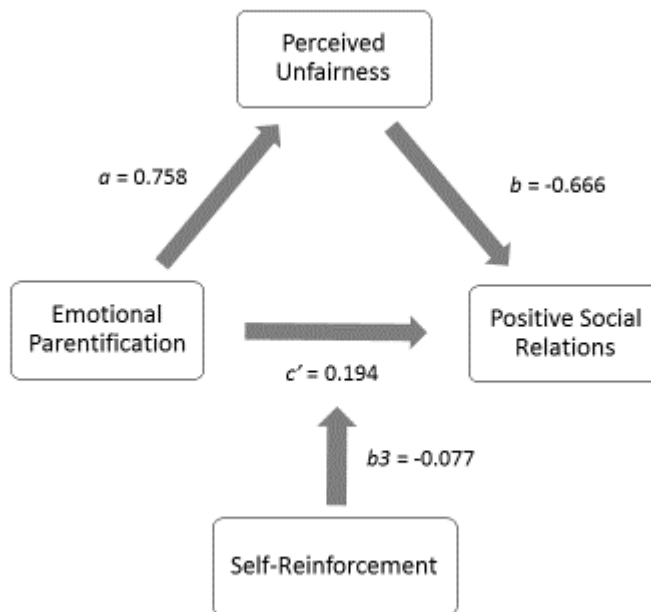 Perceived
Unfairness
a = 0.758
b = -0.666
Emotional
Parentification
Positive Social
Relations
c′ = 0.194
b3 = -0.077
Self-Reinforcement